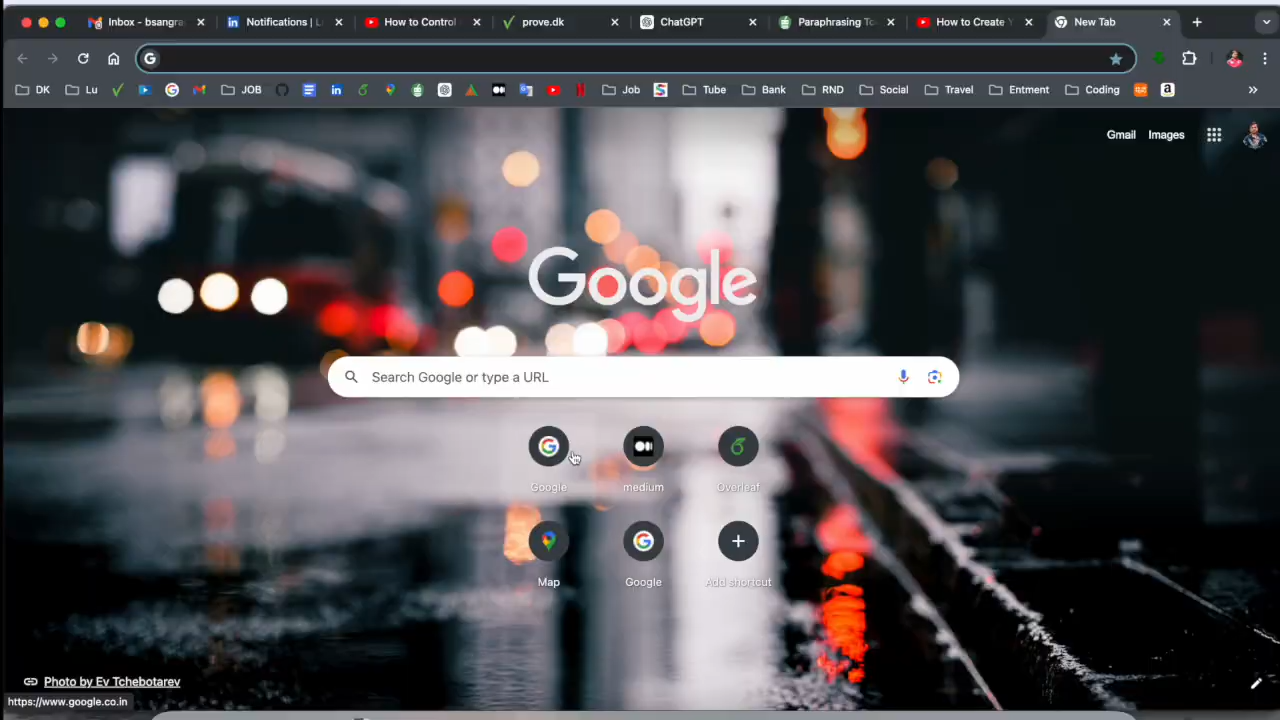 Inbox - bsangra
Notifications | L
How to Control
prove.dk
ChatGPT
Paraphrasing To
How to Create Y
New Tab
DK
Lu
JOB
Job
Tube
Bank
RND
Social
Travel
Entment
Coding
Gmail
Images
Google
Search Google or type a URL
Google
medium
Overleaf
Map
Google
Add shortcut
Photo by Ev Tchebotarev
https://www.google.co.in